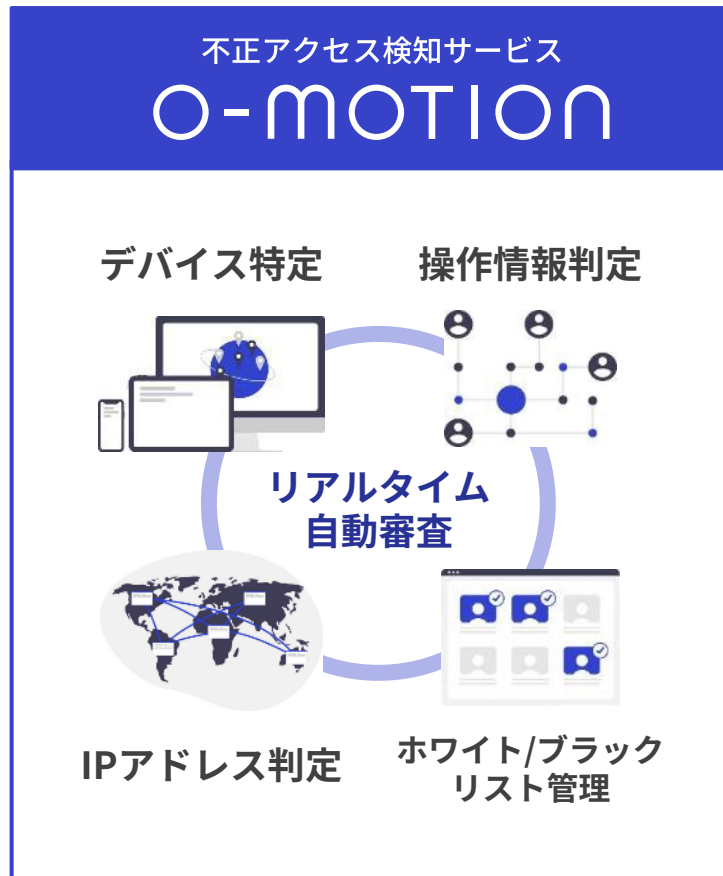 不正アクセス検知サービス
O-MOTION
デバイス特定
操作情報判定
リアルタイム
自動審査
IPアドレス判定
ホワイト/ブラック
リスト管理